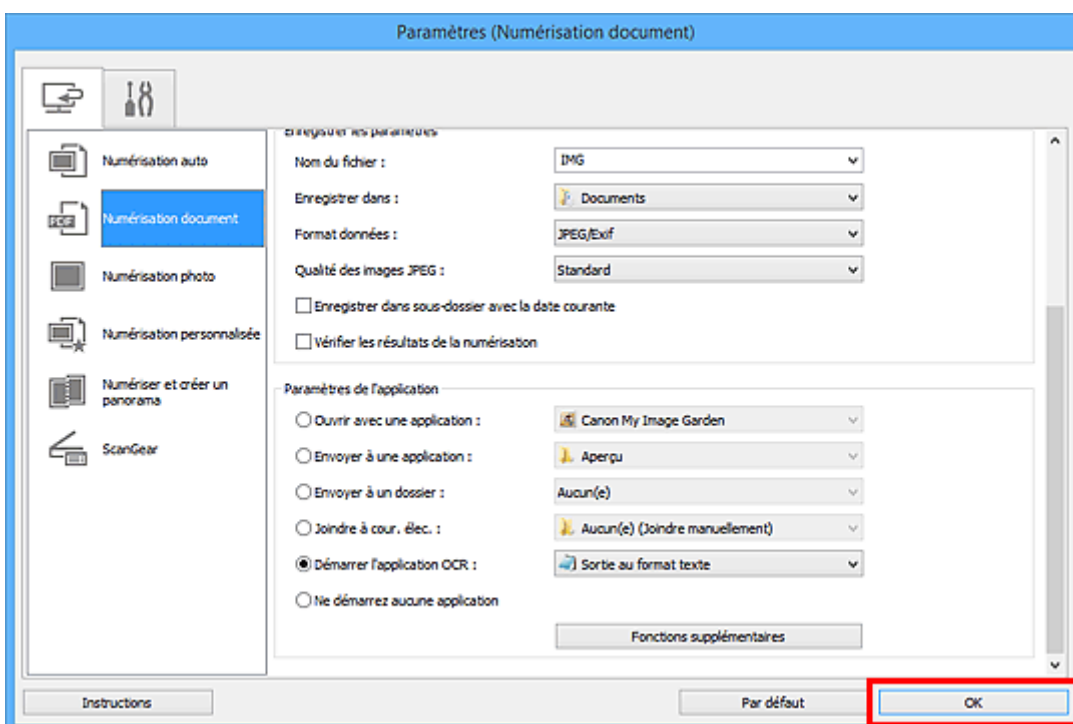 Paramètres (Numérisation document)
Enregistrer les paramètres
Numérisation auto
Numérisation document
Numérisation photo
Numérisation personnalisée
Numériser et créer un
panorama
ScanGear
Nom du fichier :
IMG
Enregistrer dans :
Documents
Format données :
JPEG/Exif
Qualité des images JPEG :
Standard
Enregistrer dans sous-dossier avec la date courante
Vérifier les résultats de la numérisation
Paramètres de l'application
Ouvrir avec une application :
Canon My Image Garden
Envoyer à une application :
Aperçu
Envoyer à un dossier :
Aucun(e)
Joindre à cour. élec. :
Aucun(e) (Joindre manuellement)
Démarrer l'application OCR :
Sortie au format texte
Ne démarrez aucune application
Fonctions supplémentaires
Instructions
Par défaut
OK